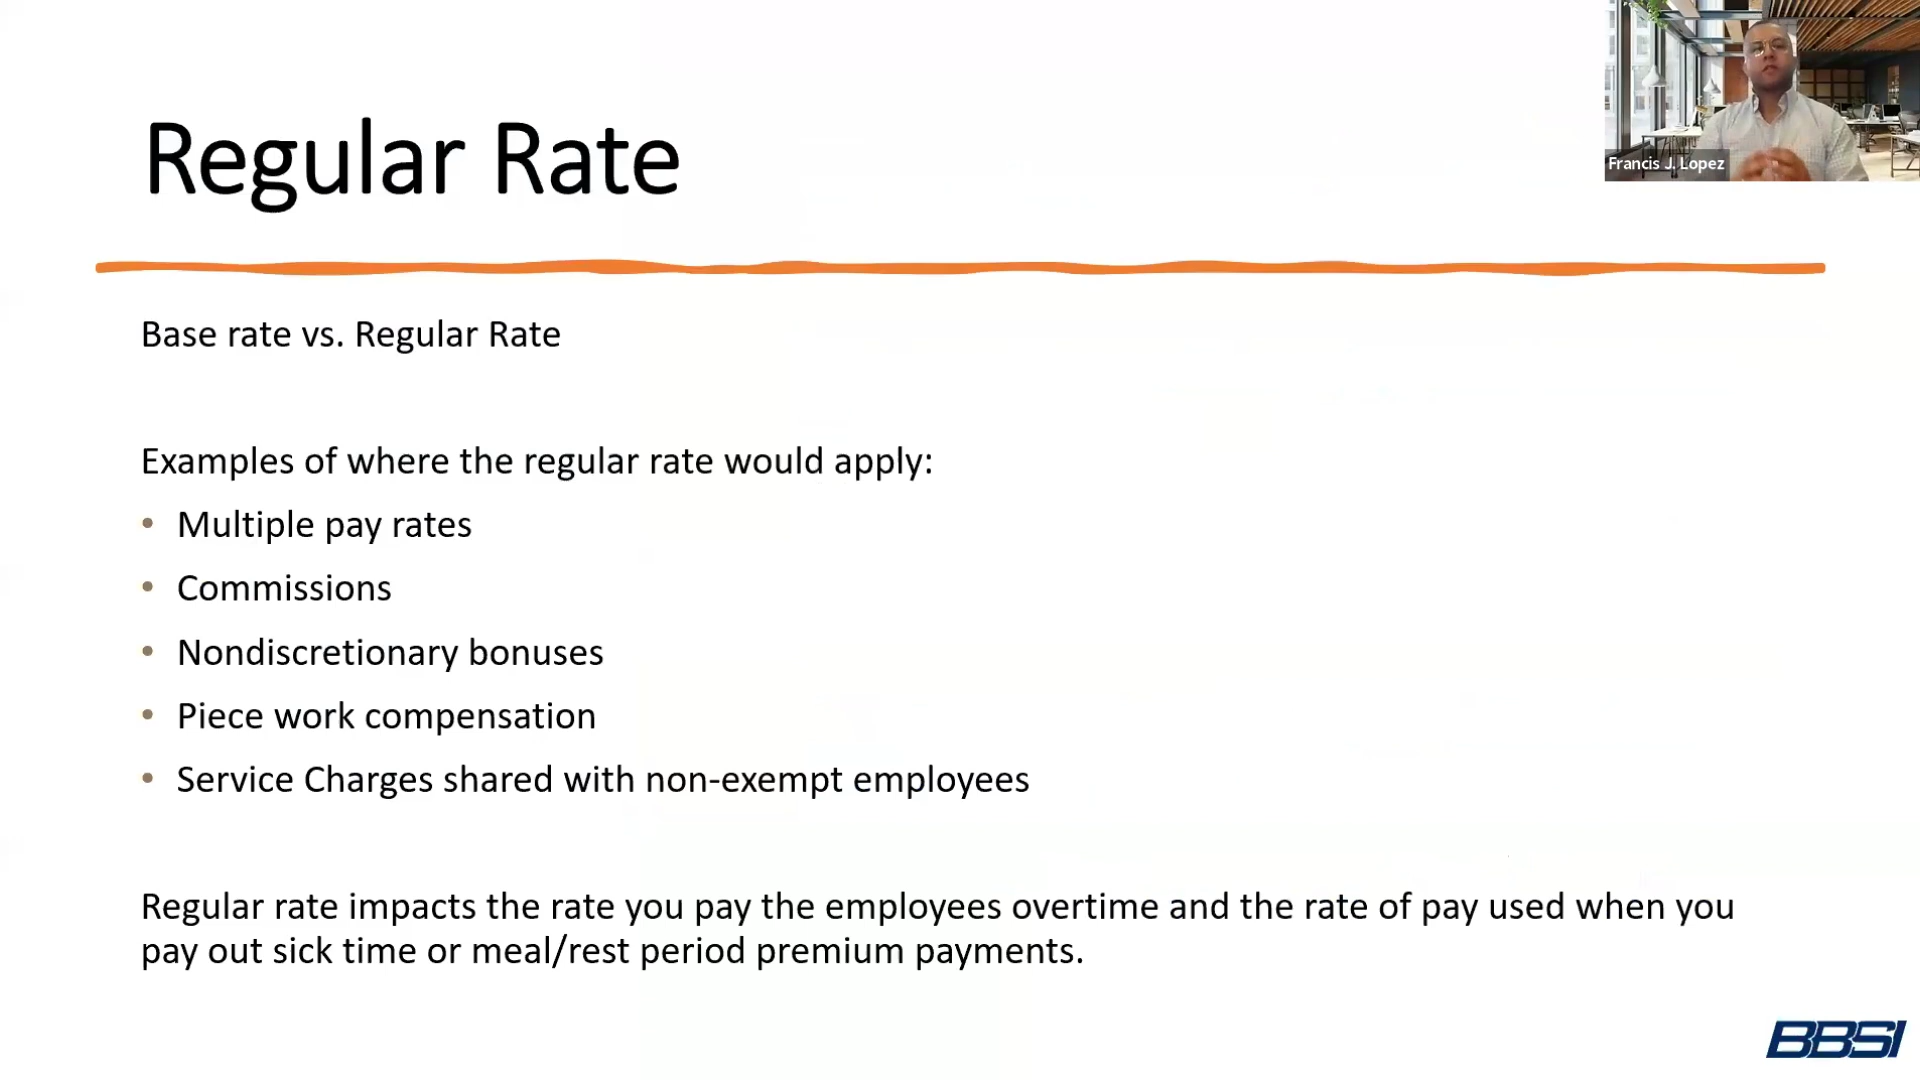 Francis J. Lopez
Regular Rate
Base rate vs. Regular Rate
Examples of where the regular rate would apply:
• Multiple pay rates
• Commissions
• Nondiscretionary bonuses
• Piece work compensation
• Service Charges shared with non-exempt employees
Regular rate impacts the rate you pay the employees overtime and the rate of pay used when you
pay out sick time or meal/rest period premium payments.
BBSI